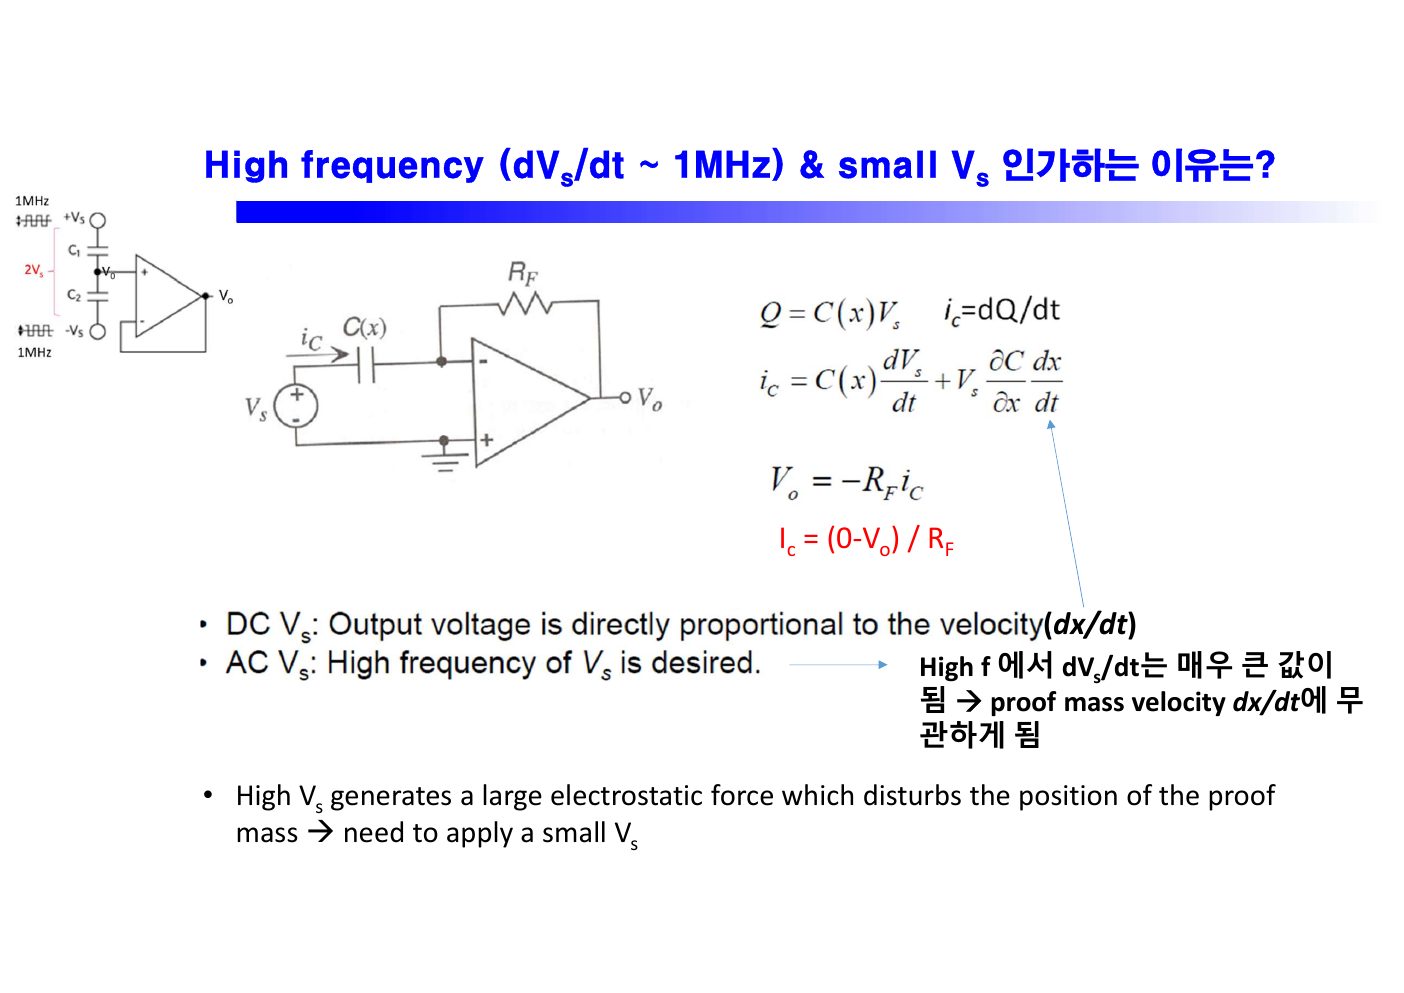 High frequency (dVs/dt ~ 1MHz) & small Vs 인가하는 이유는?
1MHz
+Vs
C1
2Vs
V0
+
C2
-
Vo
-Vs
1MHz
RF
iC
C(x)
Vs
+
-
-
+
Vo
Q = C(x)Vs
ic=dQ/dt
iC = C(x) dVs/dt + Vs ∂C/∂x dx/dt
Vo = −RF iC
Ic = (0-Vo) / RF
• DC Vs: Output voltage is directly proportional to the velocity(dx/dt)
• AC Vs: High frequency of Vs is desired.
High f 에서 dVs/dt는 매우 큰 값이
됨 → proof mass velocity dx/dt에 무
관하게 됨
• High Vs generates a large electrostatic force which disturbs the position of the proof
mass → need to apply a small Vs